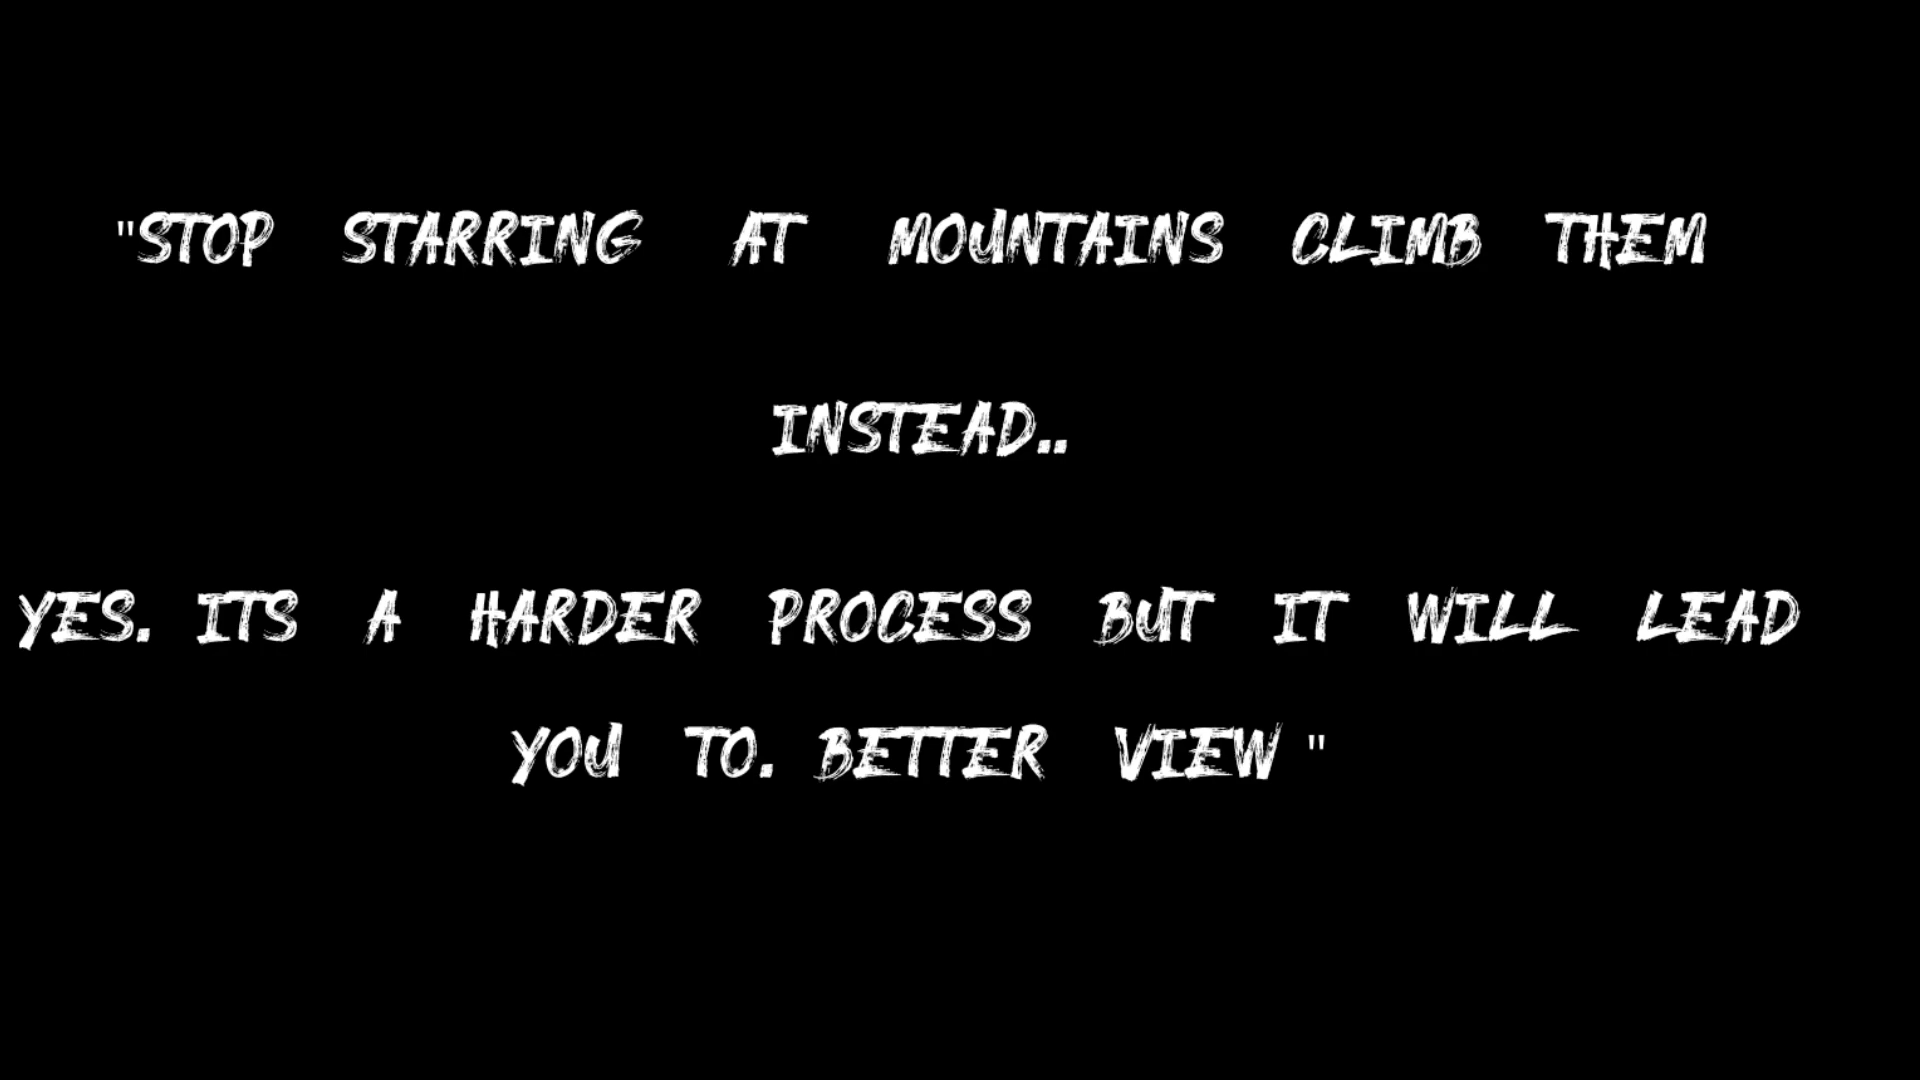 "STOP STARRING AT MOUNTAINS CLIMB THEM
INSTEAD..
YES. ITS A HARDER PROCESS BUT IT WILL LEAD
YOU TO. BETTER VIEW "